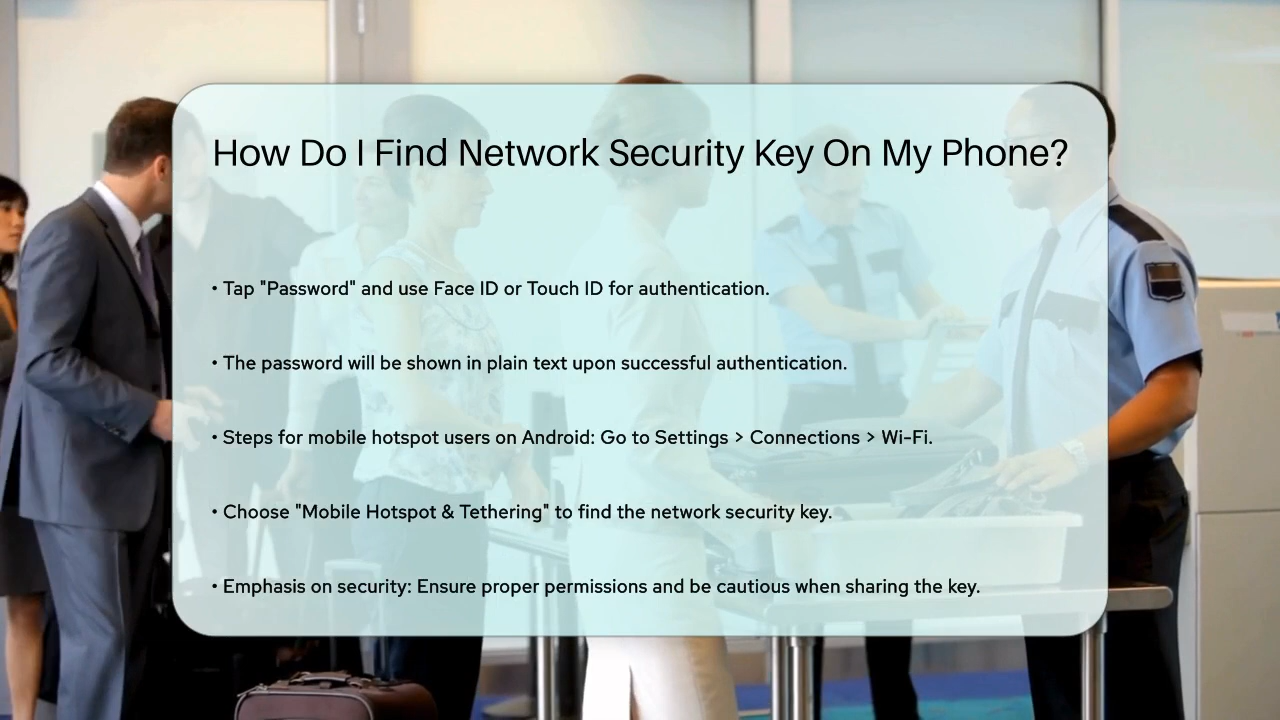 How Do I Find Network Security Key On My Phone?
• Tap "Password" and use Face ID or Touch ID for authentication.
• The password will be shown in plain text upon successful authentication.
• Steps for mobile hotspot users on Android: Go to Settings > Connections > Wi-Fi.
• Choose "Mobile Hotspot & Tethering" to find the network security key.
• Emphasis on security: Ensure proper permissions and be cautious when sharing the key.